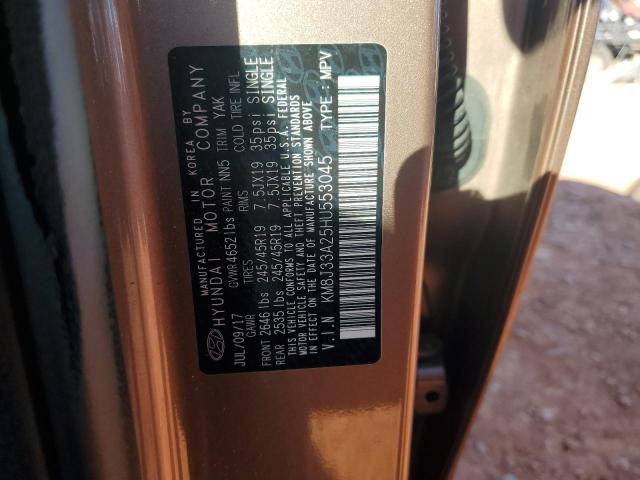 MANUFACTURED IN KOREA BY
HYUNDAI MOTOR COMPANY
JUL/09/17 GVWR 4652 lbs PAINT NN5 TRIM YAK
GAWR TIRES RIMS COLD TIRE INFL
FRONT 2646 lbs 245/45R19 7.5JX19 35psi SINGLE
REAR 2535 lbs 245/45R19 7.5JX19 35psi SINGLE
THIS VEHICLE CONFORMS TO ALL APPLICABLE U.S.A. FEDERAL
MOTOR VEHICLE SAFETY AND THEFT PREVENTION STANDARDS
IN EFFECT ON THE DATE OF MANUFACTURE SHOWN ABOVE
V.I.N KM8J33A25HU553045 TYPE: MPV